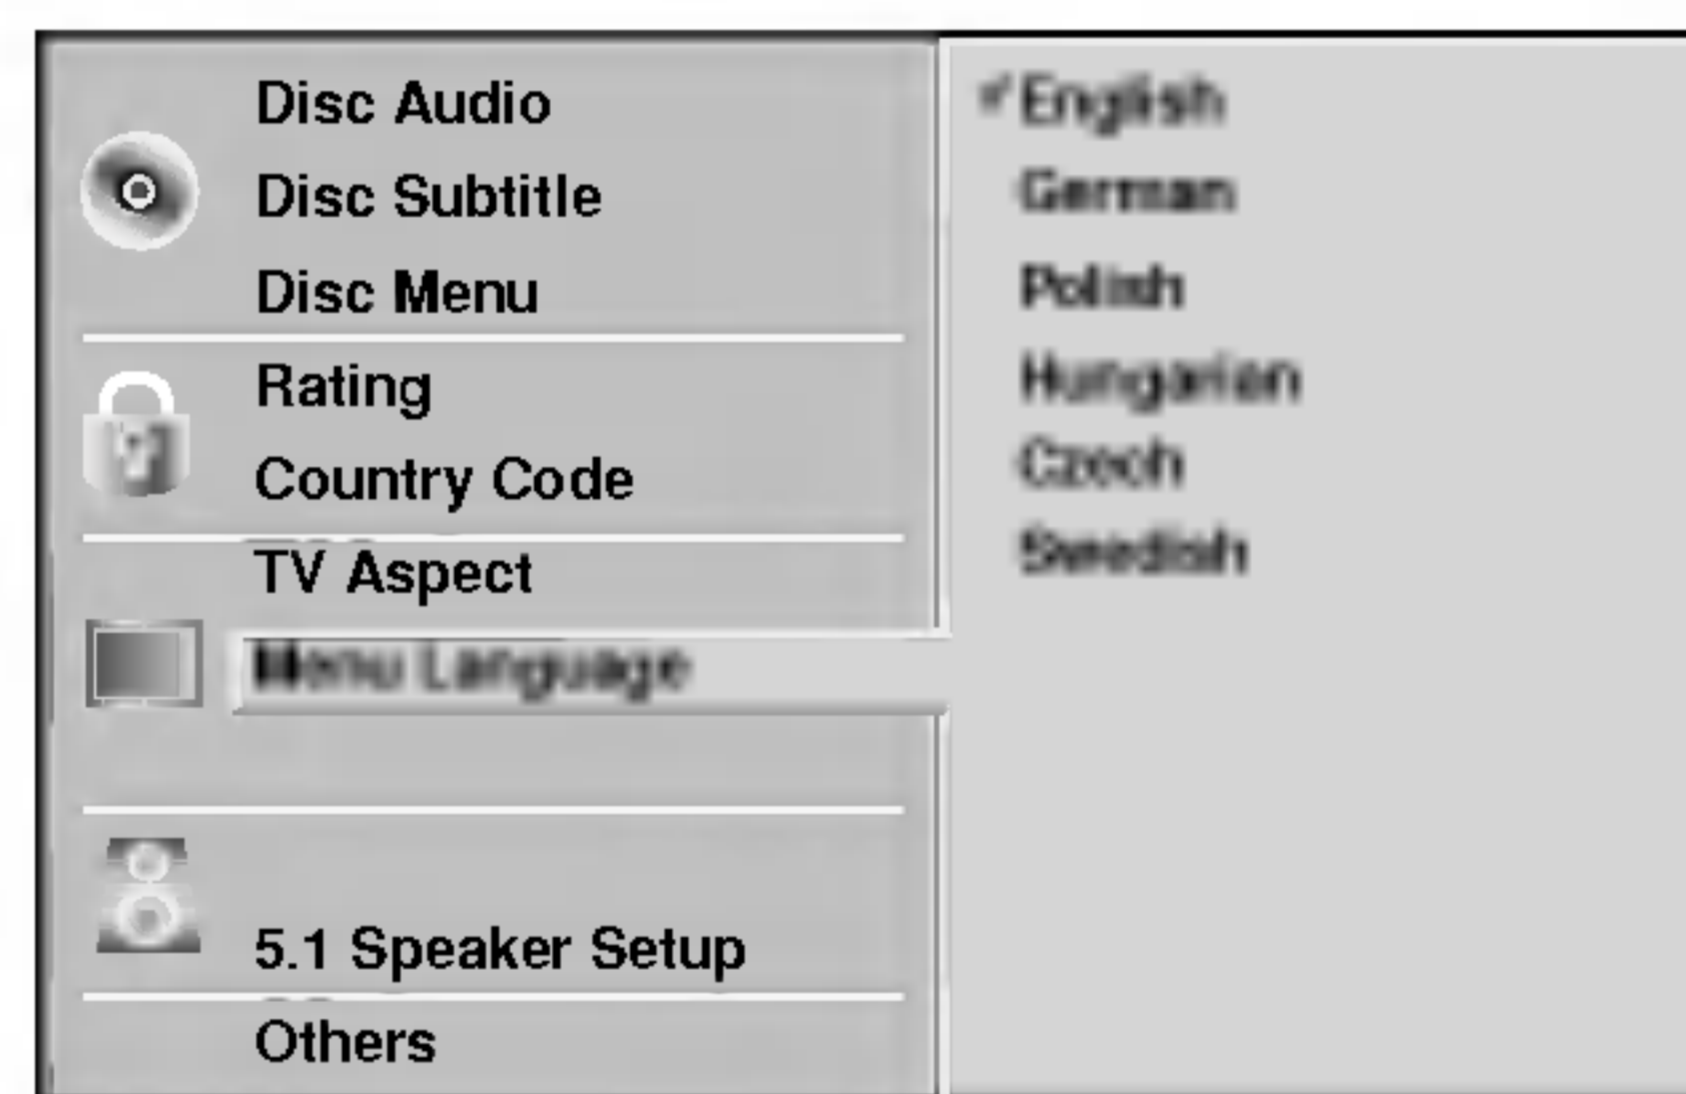 Disc Audio
Disc Subtitle
Disc Menu
Rating
Country Code
TV Aspect
Menu Language
5.1 Speaker Setup
Others
English
German
Polish
Hungarian
Czech
Swedish